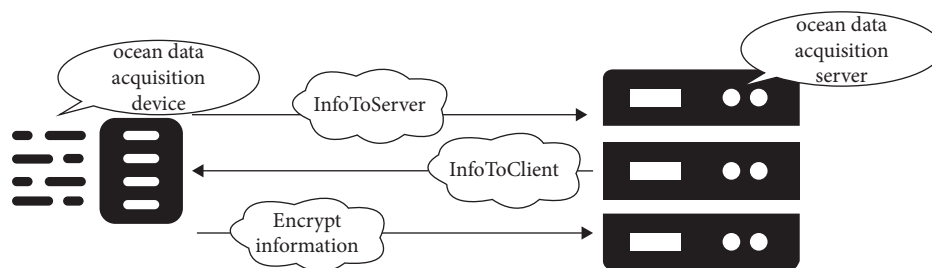 ocean data
acquisition
device
InfoToServer
ocean data
acquisition
server
InfoToClient
Encrypt
information